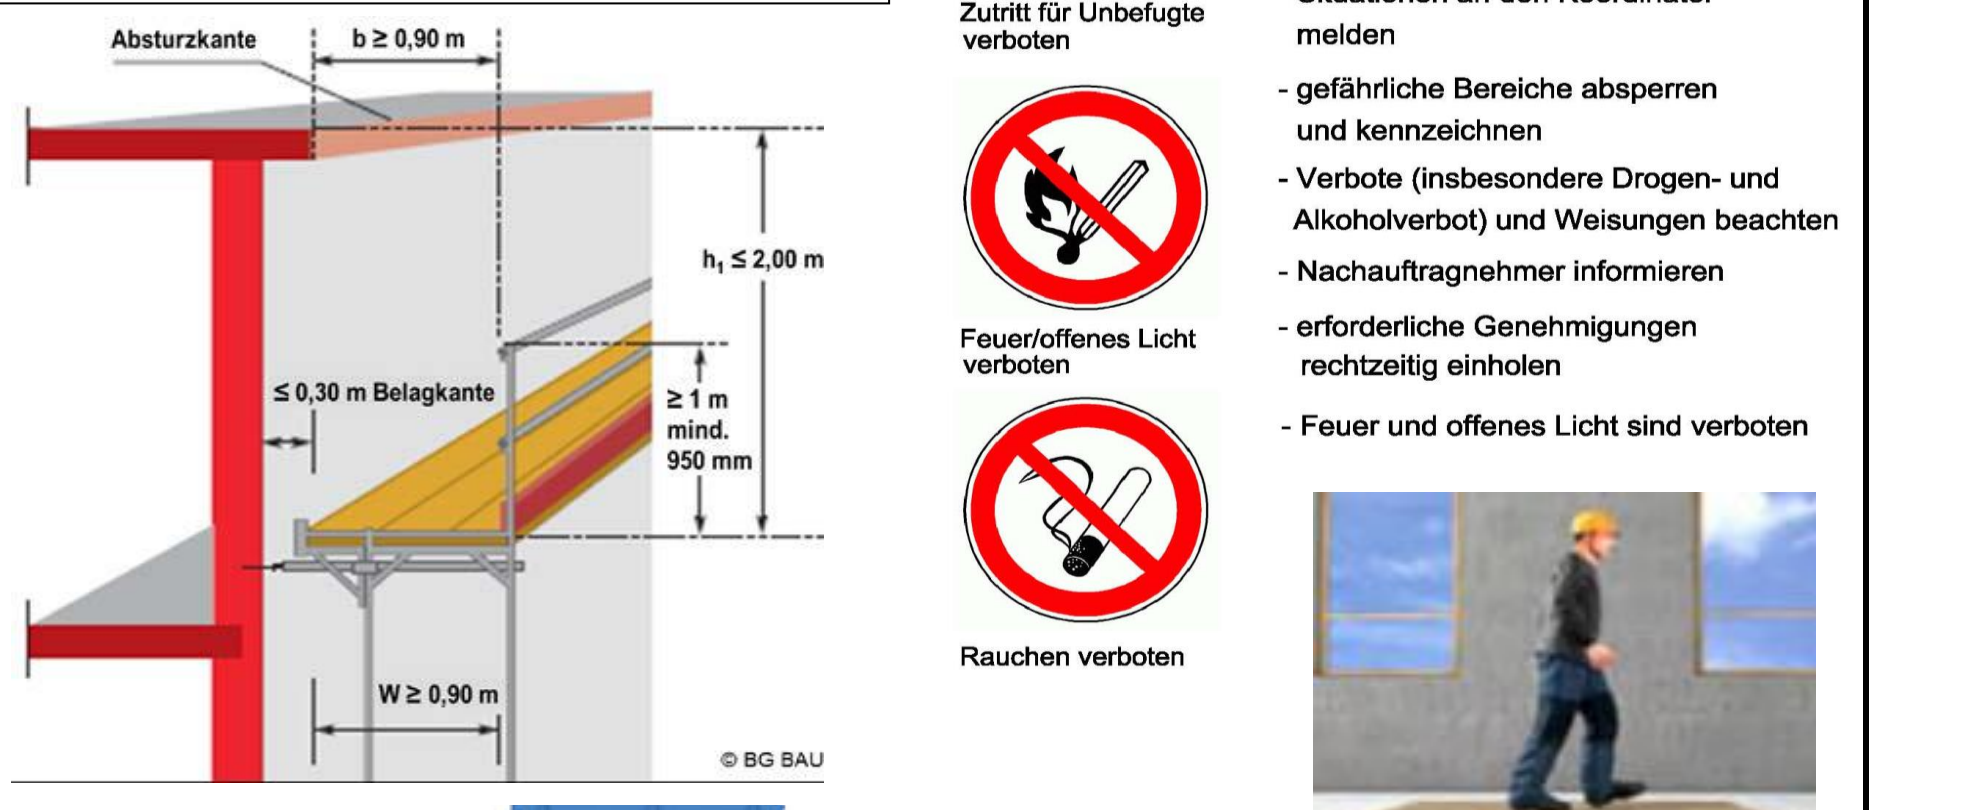 Absturzkante
b ≥ 0,90 m
h₁ ≤ 2,00 m
≤ 0,30 m Belagkante
≥ 1 m
mind.
950 mm
W ≥ 0,90 m
© BG BAU
Zutritt für Unbefugte
verboten
Feuer/offenes Licht
verboten
Rauchen verboten
melden
- gefährliche Bereiche absperren
und kennzeichnen
- Verbote (insbesondere Drogen- und
Alkoholverbot) und Weisungen beachten
- Nachauftragnehmer informieren
- erforderliche Genehmigungen
rechtzeitig einholen
- Feuer und offenes Licht sind verboten